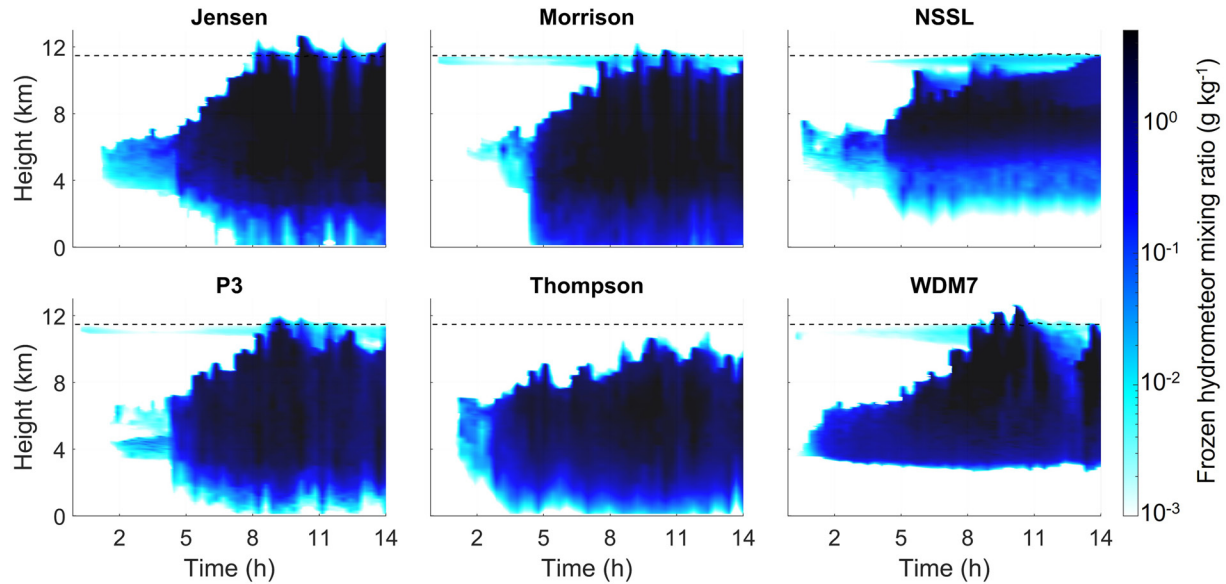 Jensen
Morrison
NSSL
12
8
4
0
Height (km)
P3
Thompson
WDM7
12
8
4
0
Height (km)
2 5 8 11 14
2 5 8 11 14
2 5 8 11 14
Time (h)
Time (h)
Time (h)
10^0
10^-1
10^-2
10^-3
Frozen hydrometeor mixing ratio (g kg^-1)